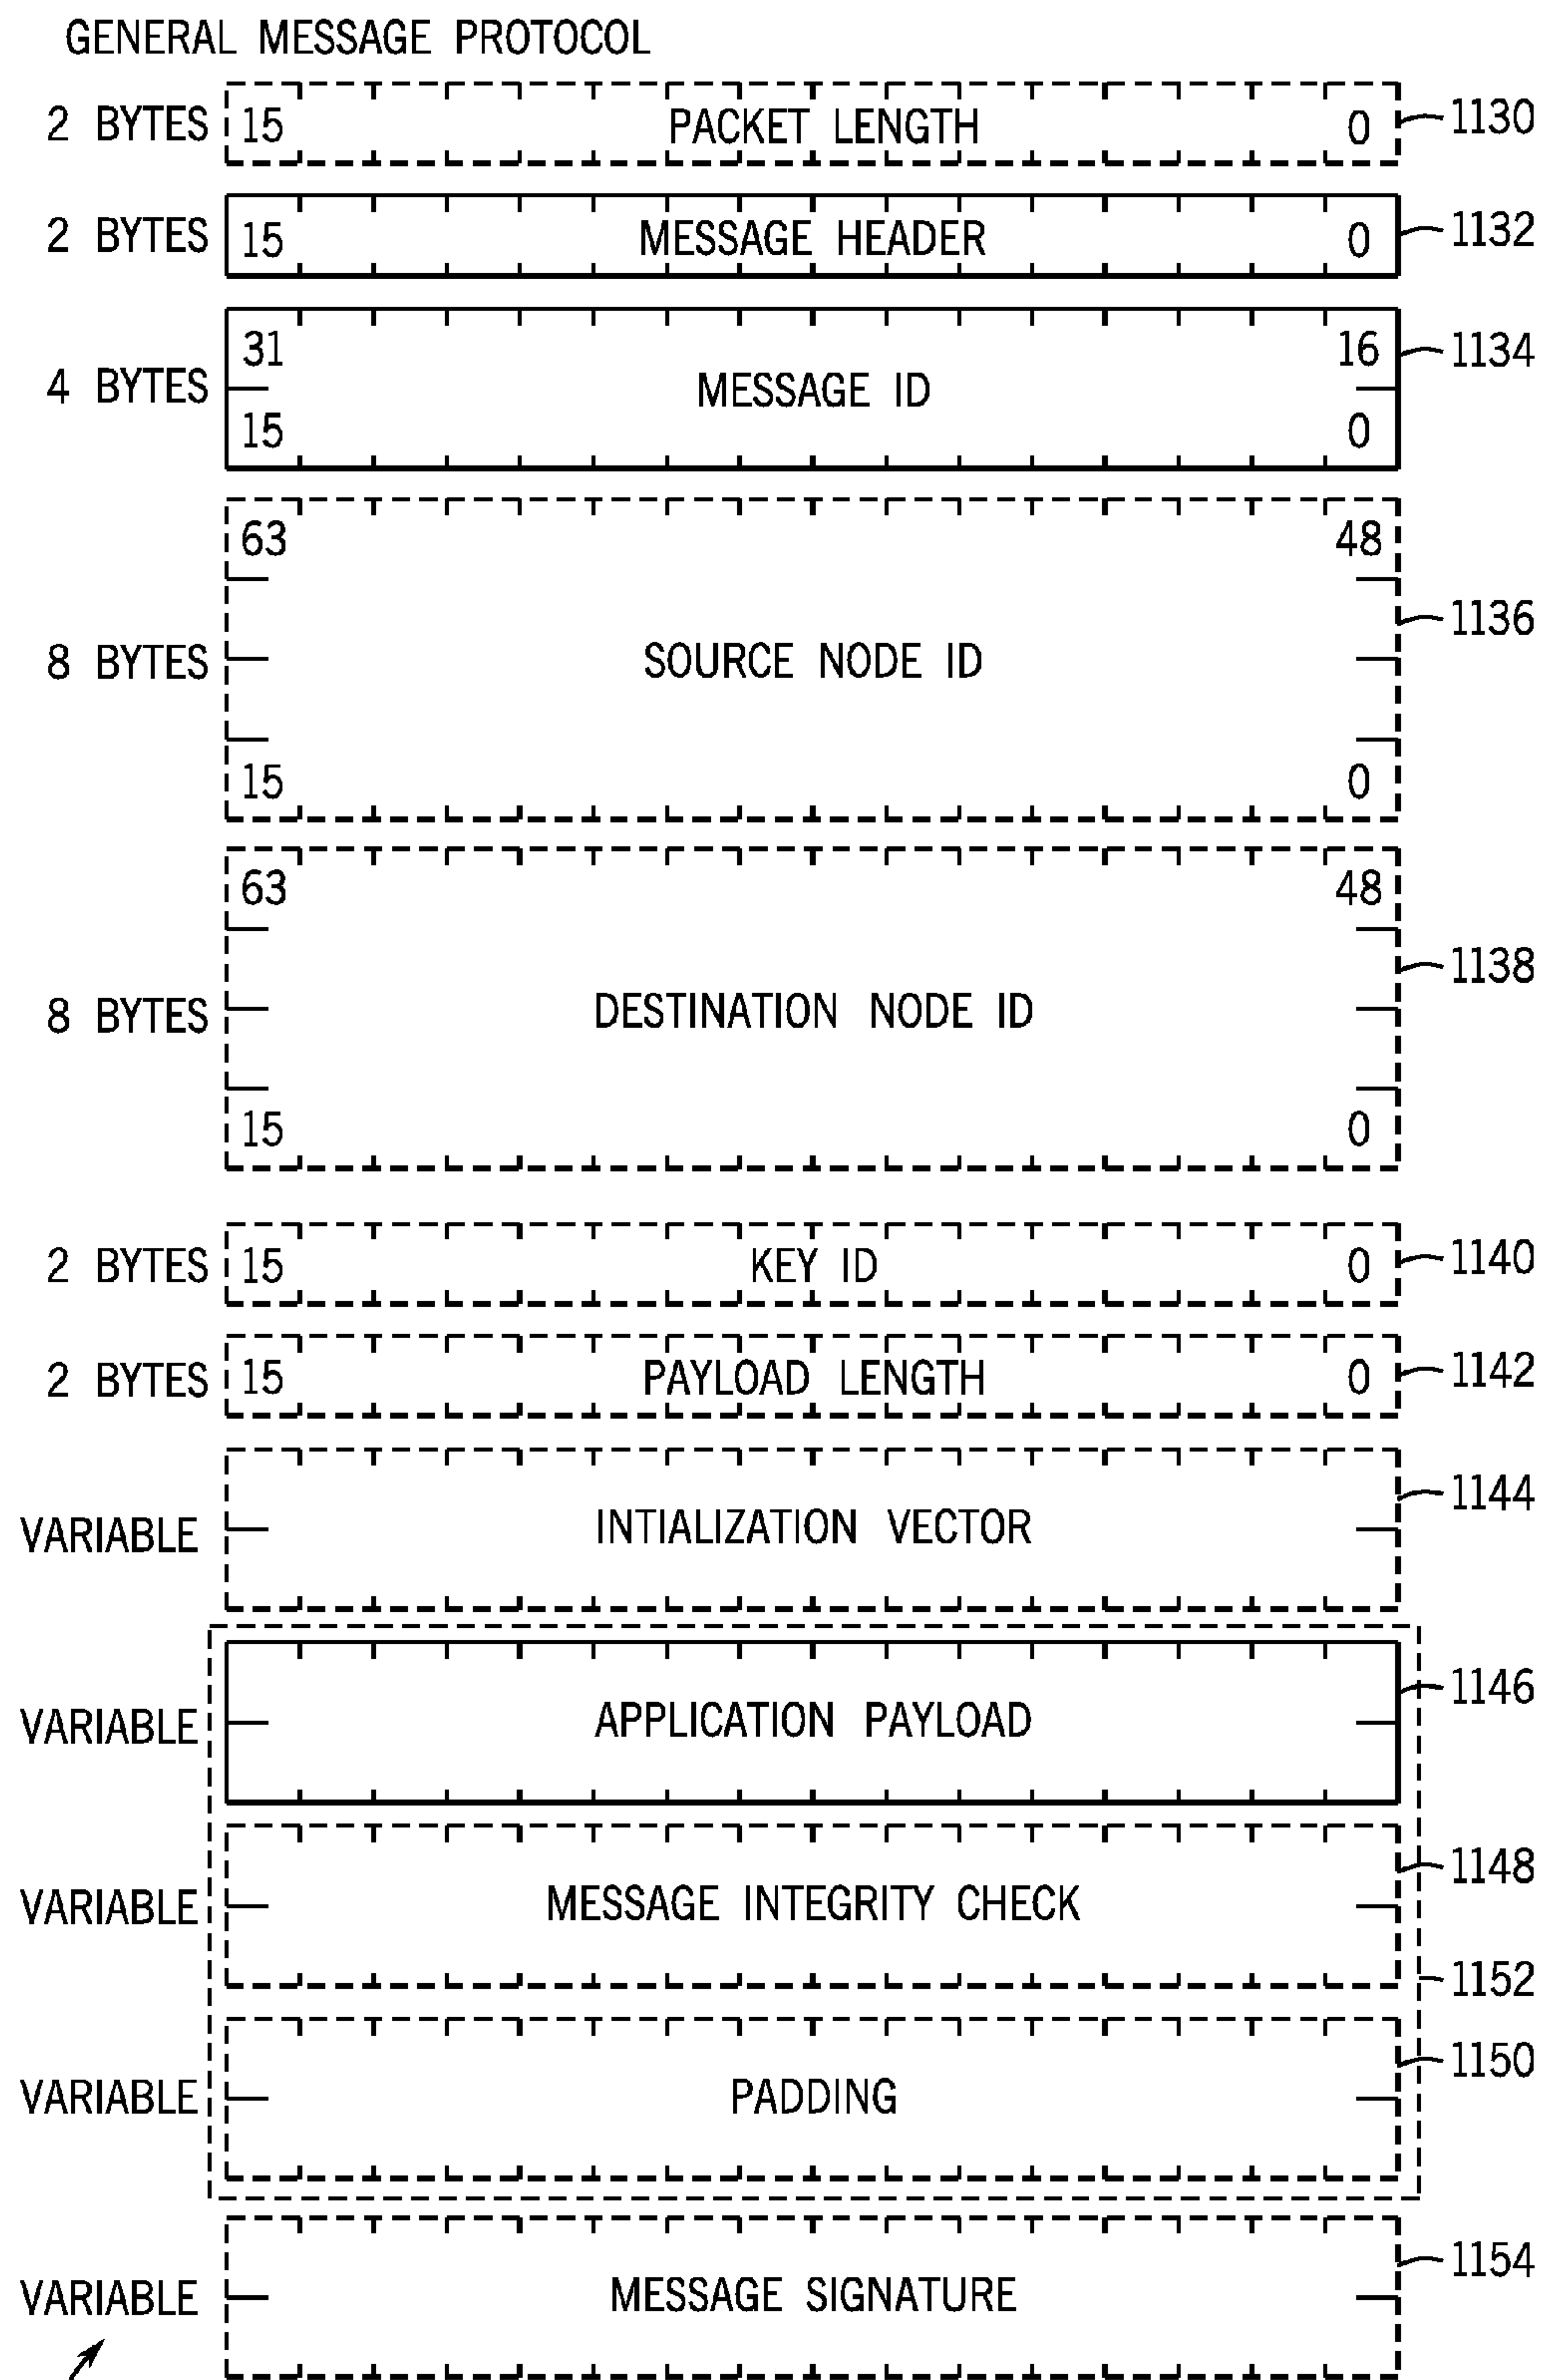 GENERAL MESSAGE PROTOCOL
2 BYTES 15 PACKET LENGTH 0 1130
2 BYTES 15 MESSAGE HEADER 0 1132
31 16 1134
4 BYTES MESSAGE ID
15 0
63 48
1136
8 BYTES SOURCE NODE ID
15 0
63 48
1138
8 BYTES DESTINATION NODE ID
15 0
2 BYTES 15 KEY ID 0 1140
2 BYTES 15 PAYLOAD LENGTH 0 1142
1144
VARIABLE INTIALIZATION VECTOR
1146
VARIABLE APPLICATION PAYLOAD
1148
VARIABLE MESSAGE INTEGRITY CHECK
1152
1150
VARIABLE PADDING
1154
VARIABLE MESSAGE SIGNATURE